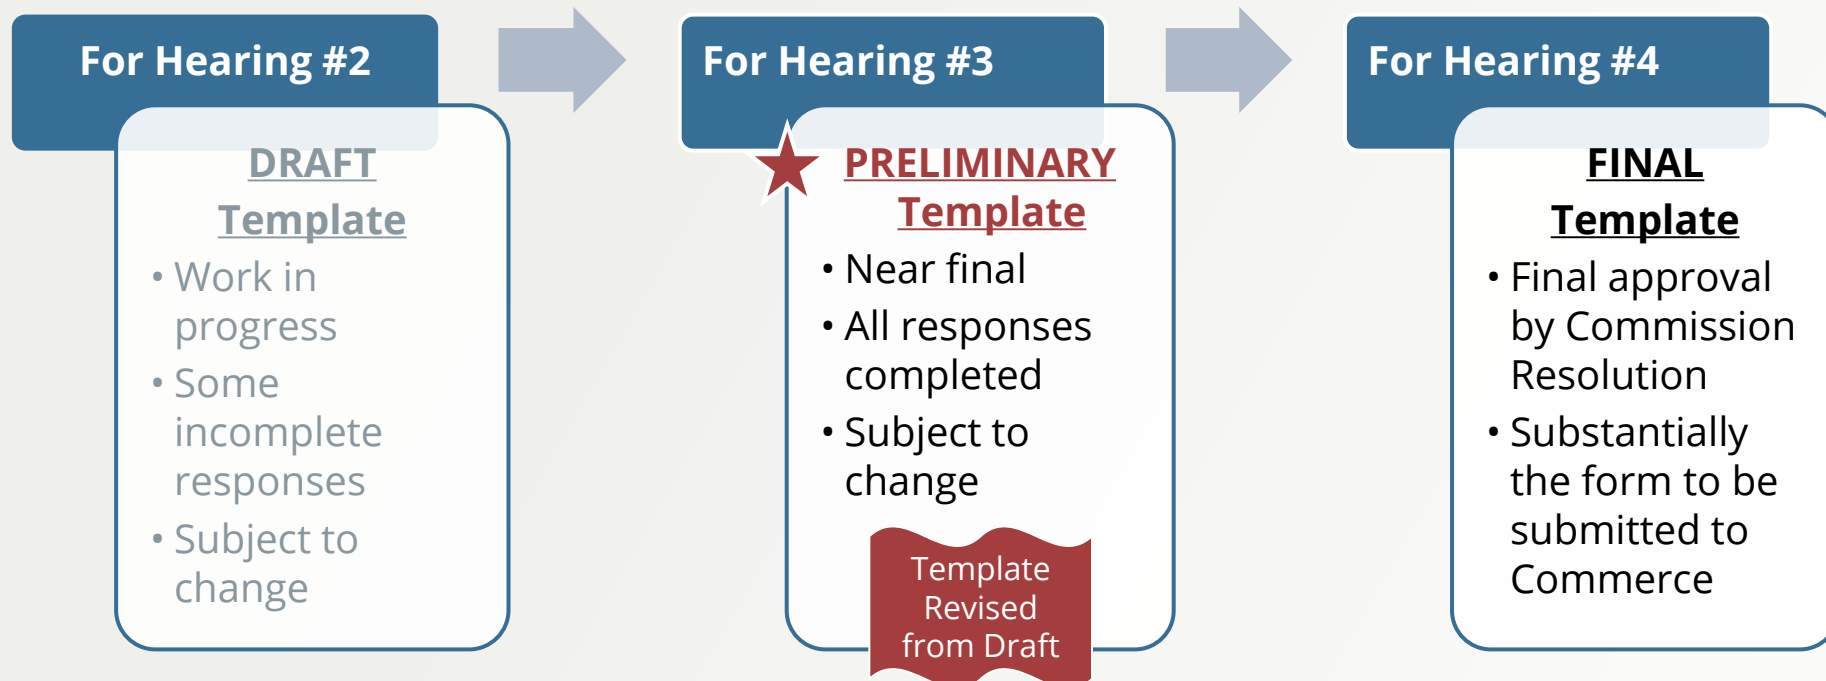 For Hearing #2
DRAFT
Template
• Work in
progress
• Some
incomplete
responses
• Subject to
change
For Hearing #3
PRELIMINARY
Template
• Near final
• All responses
completed
• Subject to
change
Template
Revised
from Draft
For Hearing #4
FINAL
Template
• Final approval
by Commission
Resolution
• Substantially
the form to be
submitted to
Commerce